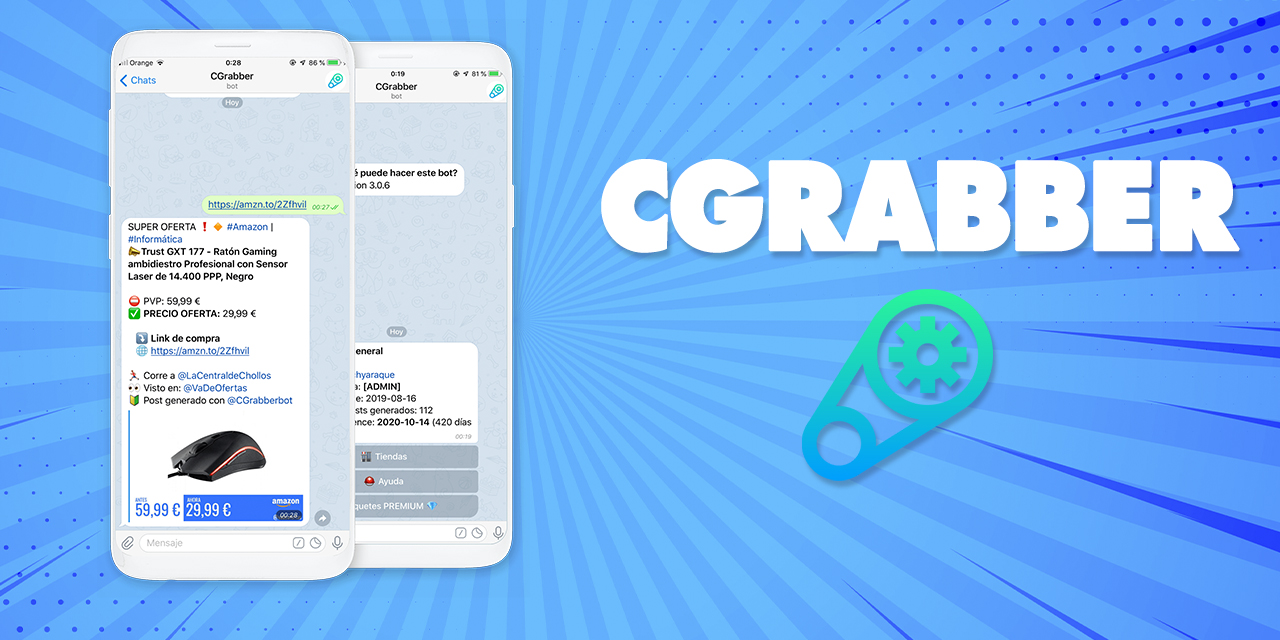 Orange 0:28 86 %
Chats CGrabber
bot
Hoy
https://amzn.to/2Zfhvil 00:27
SUPER OFERTA ❗ 🔸 #Amazon |
#Informática
📣Trust GXT 177 - Ratón Gaming
ambidiestro Profesional con Sensor
Laser de 14.400 PPP, Negro
⛔ PVP: 59,99 €
✅ PRECIO OFERTA: 29,99 €
⤵️ Link de compra
🌐 https://amzn.to/2Zfhvil
🏃 Corre a @LaCentraldeChollos
👀 Visto en: @VaDeOfertas
🔰 Post generado con @CGrabberbot
ANTES
59,99 €
AHORA
29,99 €
amazon
00:28
Mensaje
0:19 81 %
CGrabber
bot
é puede hacer este bot?
ion 3.0.6
Hoy
eneral
hyaraque
a: [ADMIN]
e: 2019-08-16
sts generados: 112
ence: 2020-10-14 (420 días
00:19
Tiendas
Ayuda
quetes PREMIUM 💎
CGRABBER